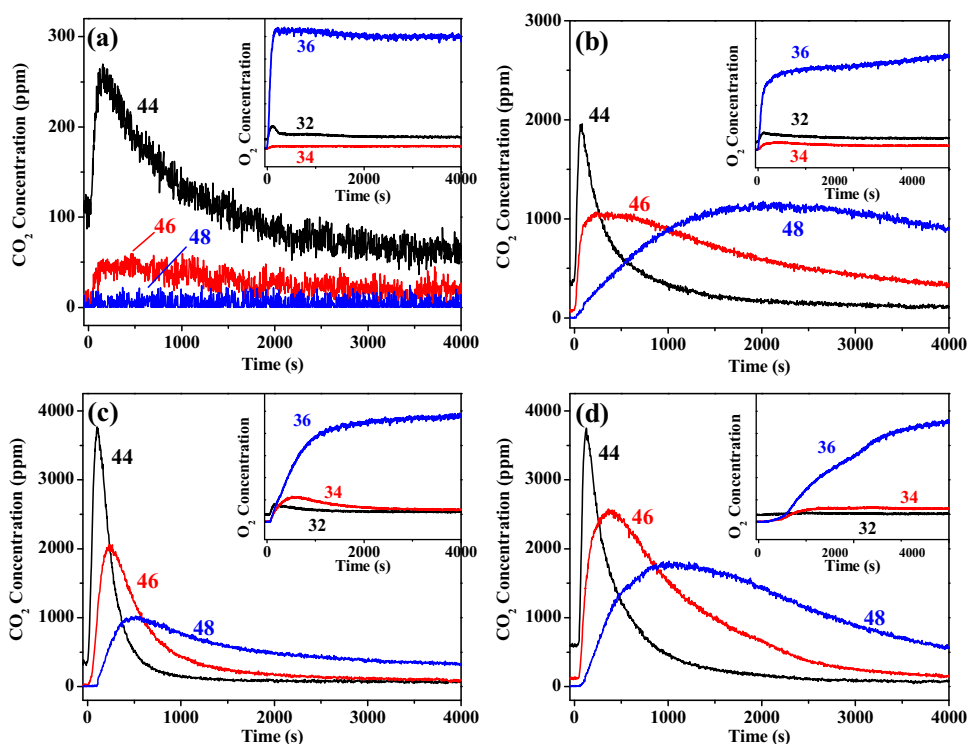 (a)
CO2 Concentration (ppm)
300
200
100
0
44
46
48
0 1000 2000 3000 4000
Time (s)
O2 Concentration
36
32
34
0 1000 2000 3000 4000
Time (s)
(b)
CO2 Concentration (ppm)
3000
2000
1000
0
44
46
48
0 1000 2000 3000 4000
Time (s)
O2 Concentration
36
32
34
0 2000 4000
Time (s)
(c)
CO2 Concentration (ppm)
4000
3000
2000
1000
0
44
46
48
0 1000 2000 3000 4000
Time (s)
O2 Concentration
36
34
32
0 1000 2000 3000 4000
Time (s)
(d)
CO2 Concentration (ppm)
4000
3000
2000
1000
0
44
46
48
0 1000 2000 3000 4000
Time (s)
O2 Concentration
36
34
32
0 2000 4000
Time (s)